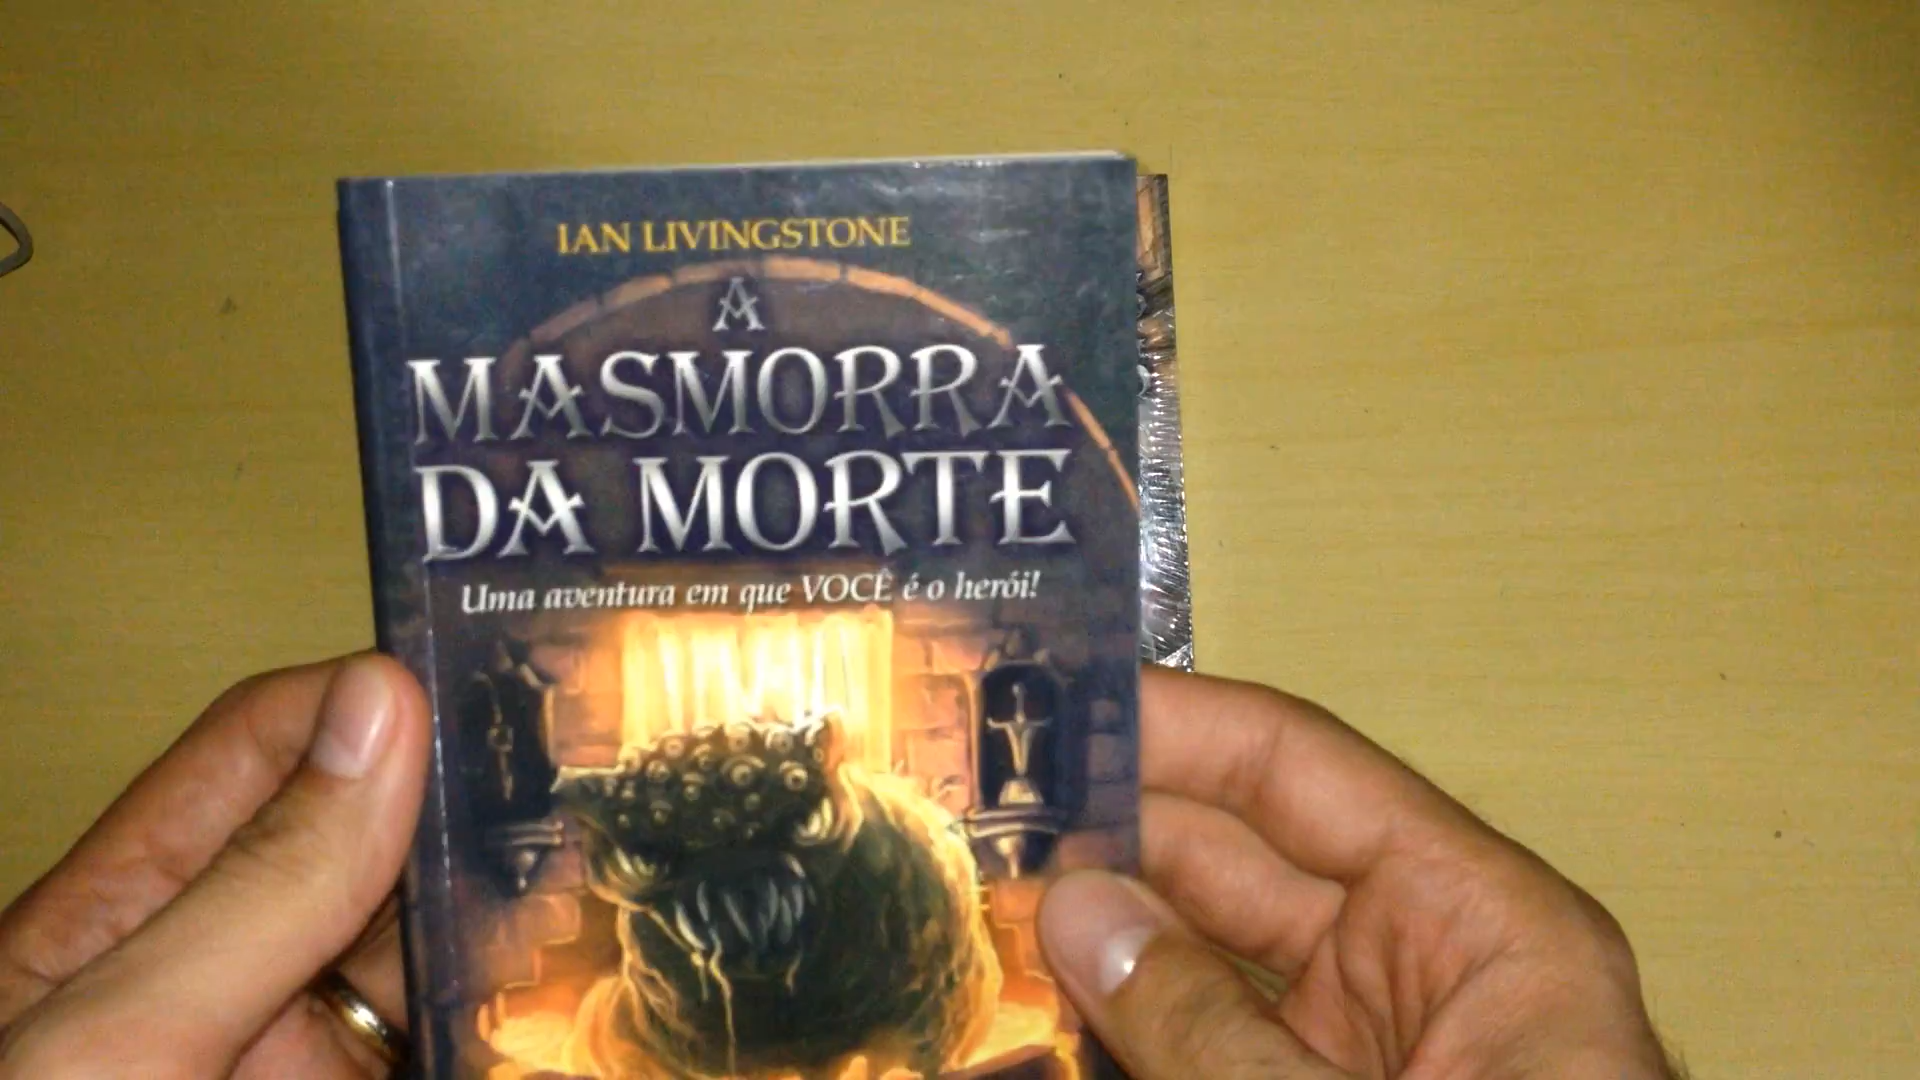 IAN LIVINGSTONE
A
MASMORRA
DA MORTE
Uma aventura em que VOCÊ é o herói!